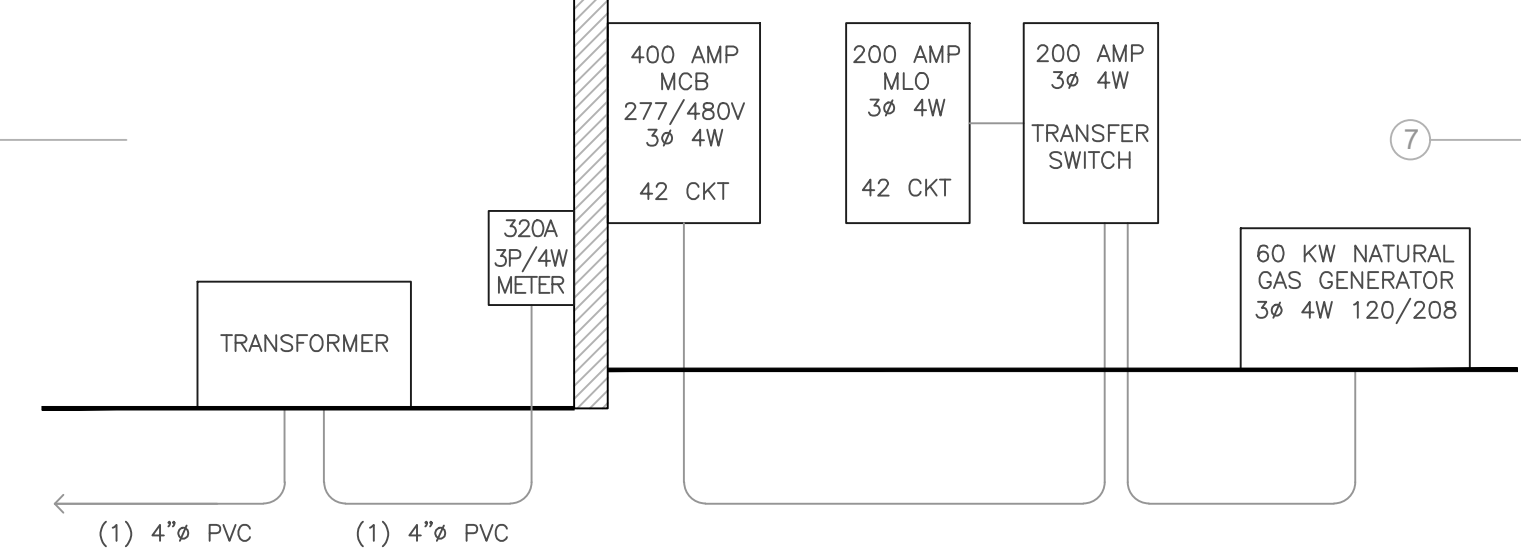 400 AMP
MCB
277/480V
3ø 4W
42 CKT
200 AMP
MLO
3ø 4W
42 CKT
200 AMP
3ø 4W
TRANSFER
SWITCH
7
320A
3P/4W
METER
60 KW NATURAL
GAS GENERATOR
3ø 4W 120/208
TRANSFORMER
(1) 4"ø PVC
(1) 4"ø PVC